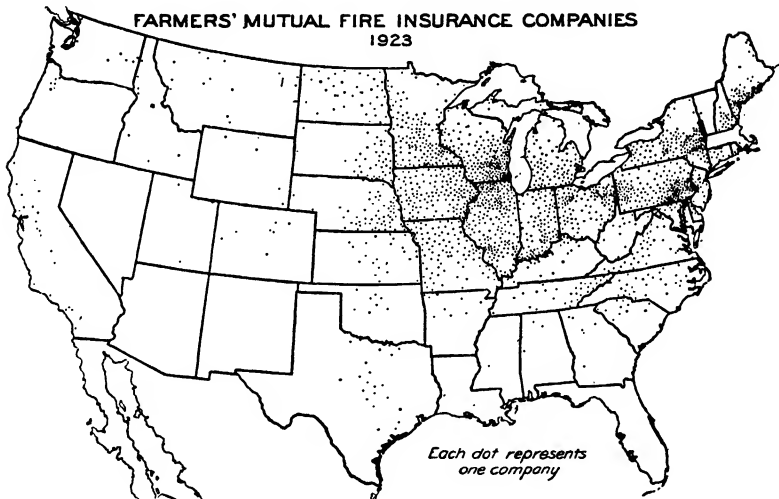 FARMERS' MUTUAL FIRE INSURANCE COMPANIES
1923
Each dot represents
one company